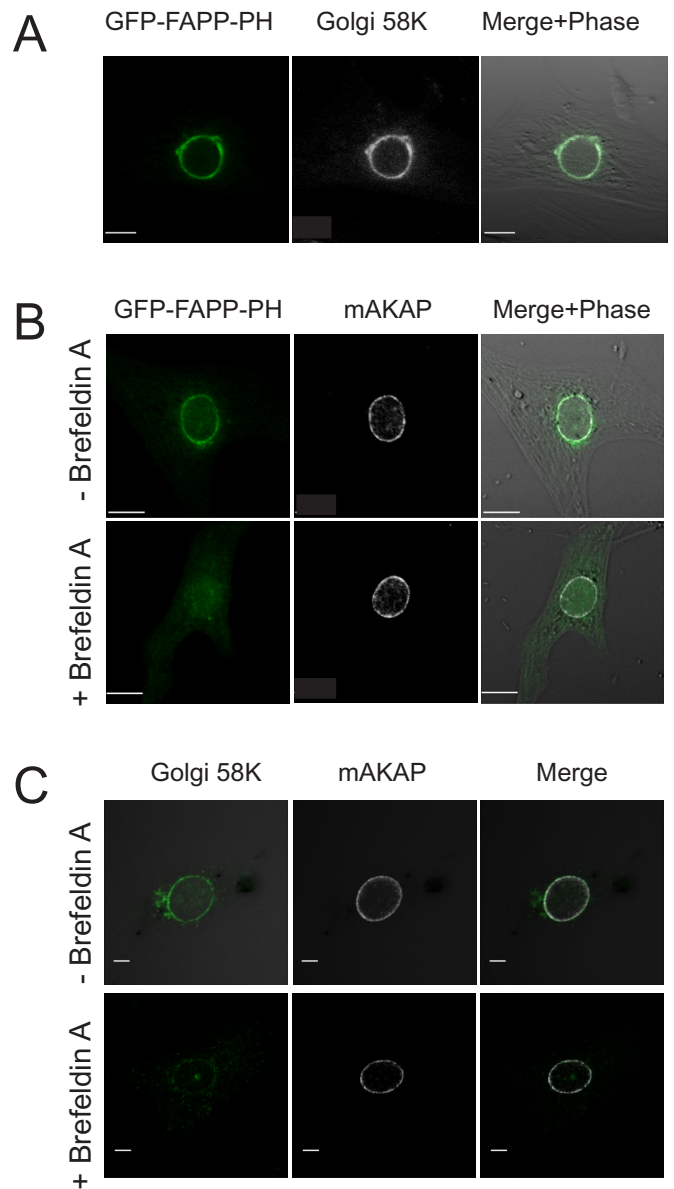 A
GFP-FAPP-PH Golgi 58K Merge+Phase
B
GFP-FAPP-PH mAKAP Merge+Phase
- Brefeldin A
+ Brefeldin A
C
Golgi 58K mAKAP Merge
- Brefeldin A
+ Brefeldin A